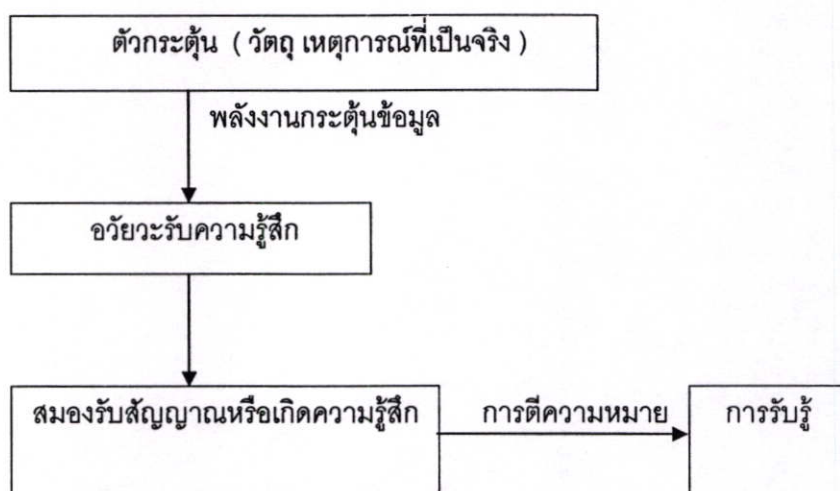 ตัวกระตุ้น ( วัตถุ เหตุการณ์ที่เป็นจริง )
พลังงานกระตุ้นข้อมูล
อวัยวะรับความรู้สึก
สมองรับสัญญาณหรือเกิดความรู้สึก
การตีความหมาย
การรับรู้